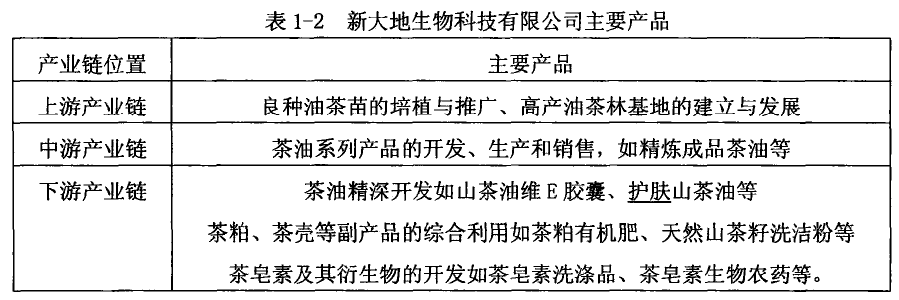 表1-2 新大地生物科技有限公司主要产品
产业链位置 主要产品
上游产业链 良种油茶苗的培植与推广、高产油茶林基地的建立与发展
中游产业链 茶油系列产品的开发、生产和销售，如精炼成品茶油等
下游产业链 茶油精深开发如山茶油维E胶囊、护肤山茶油等
茶粕、茶壳等副产品的综合利用如茶粕有机肥、天然山茶籽洗洁粉等
茶皂素及其衍生物的开发如茶皂素洗涤品、茶皂素生物农药等。